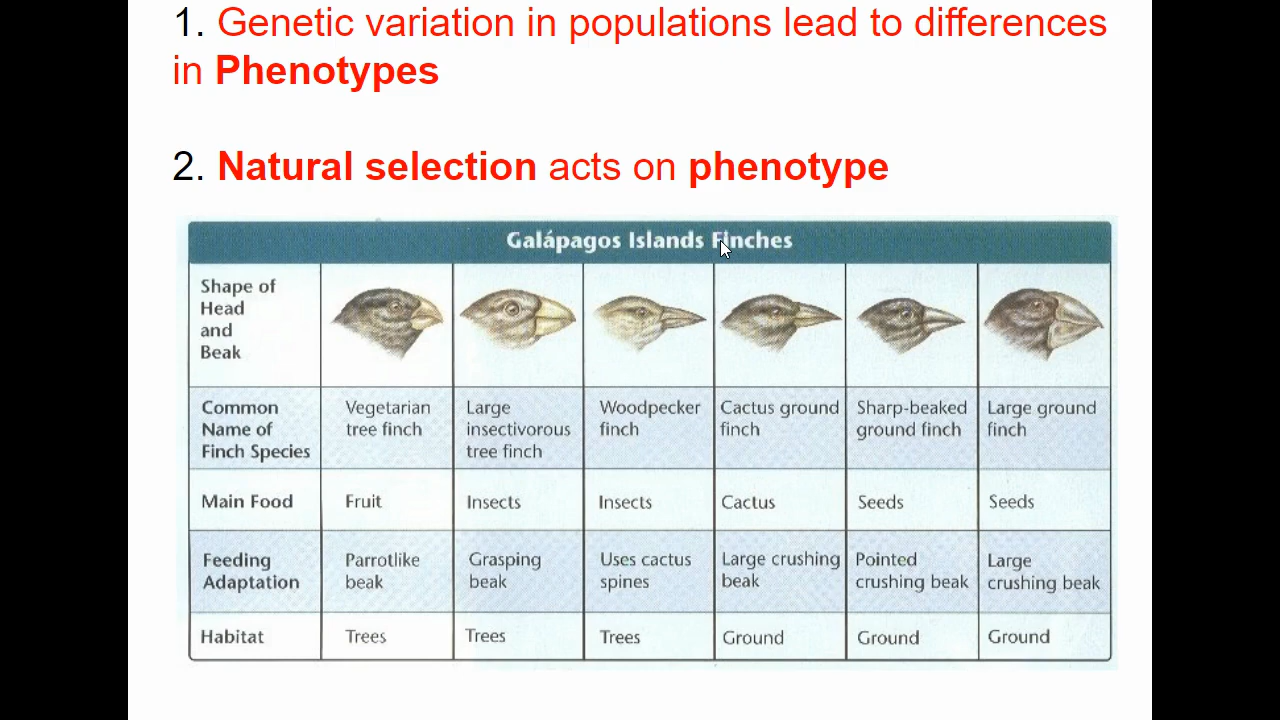 1. Genetic variation in populations lead to differences
in Phenotypes
2. Natural selection acts on phenotype
Galápagos Islands Finches
Shape of
Head
and
Beak
Common
Name of
Finch Species
Vegetarian
tree finch
Large
insectivorous
tree finch
Woodpecker
finch
Cactus ground
finch
Sharp-beaked
ground finch
Large ground
finch
Main Food
Fruit
Insects
Insects
Cactus
Seeds
Seeds
Feeding
Adaptation
Parrotlike
beak
Grasping
beak
Uses cactus
spines
Large crushing
beak
Pointed
crushing beak
Large
crushing beak
Habitat
Trees
Trees
Trees
Ground
Ground
Ground